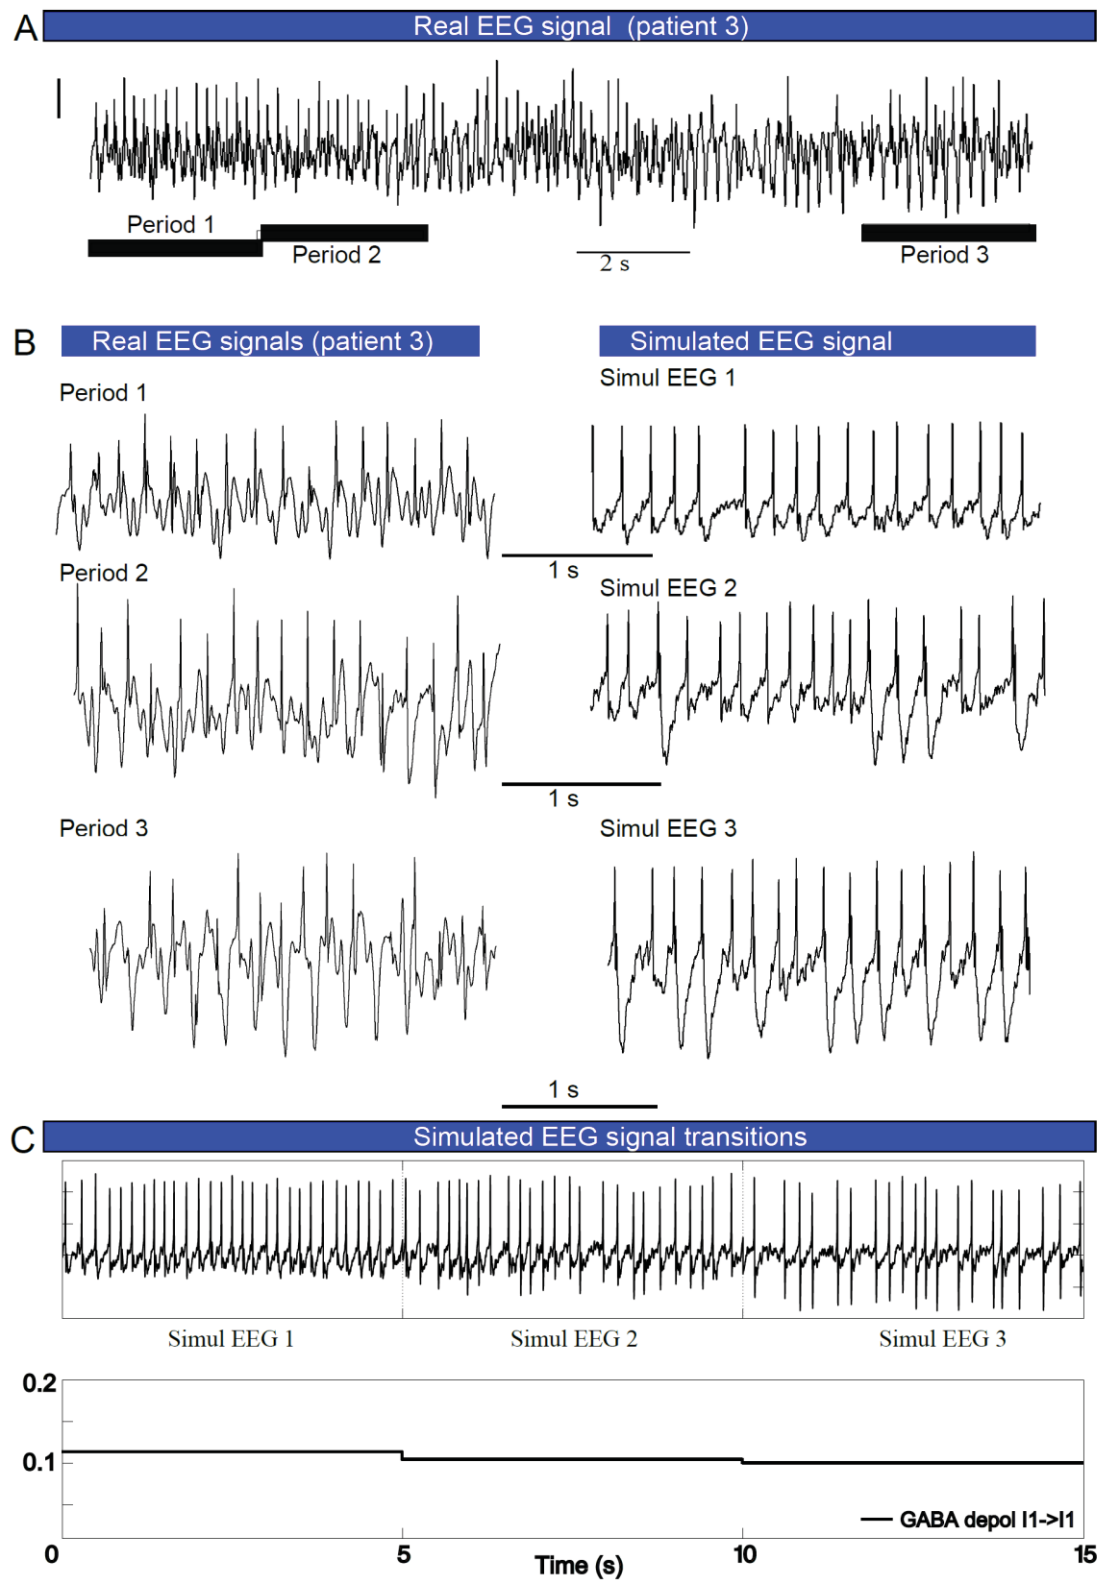 A
Real EEG signal (patient 3)
Period 1
Period 2
2 s
Period 3
B
Real EEG signals (patient 3)
Simulated EEG signal
Period 1
Simul EEG 1
1 s
Period 2
Simul EEG 2
1 s
Period 3
Simul EEG 3
1 s
C
Simulated EEG signal transitions
Simul EEG 1
Simul EEG 2
Simul EEG 3
0.2
0.1
GABA depol I1->I1
0
5
10
15
Time (s)